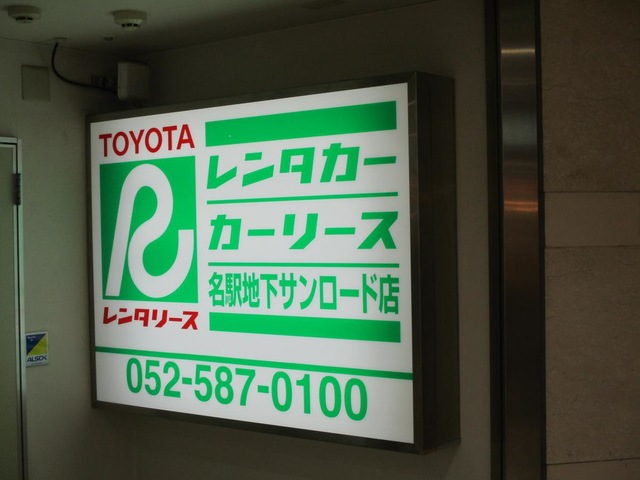 TOYOTA
レンタリース
レンタカー
カーリース
名駅地下サンロード店
052-587-0100
ALSOK